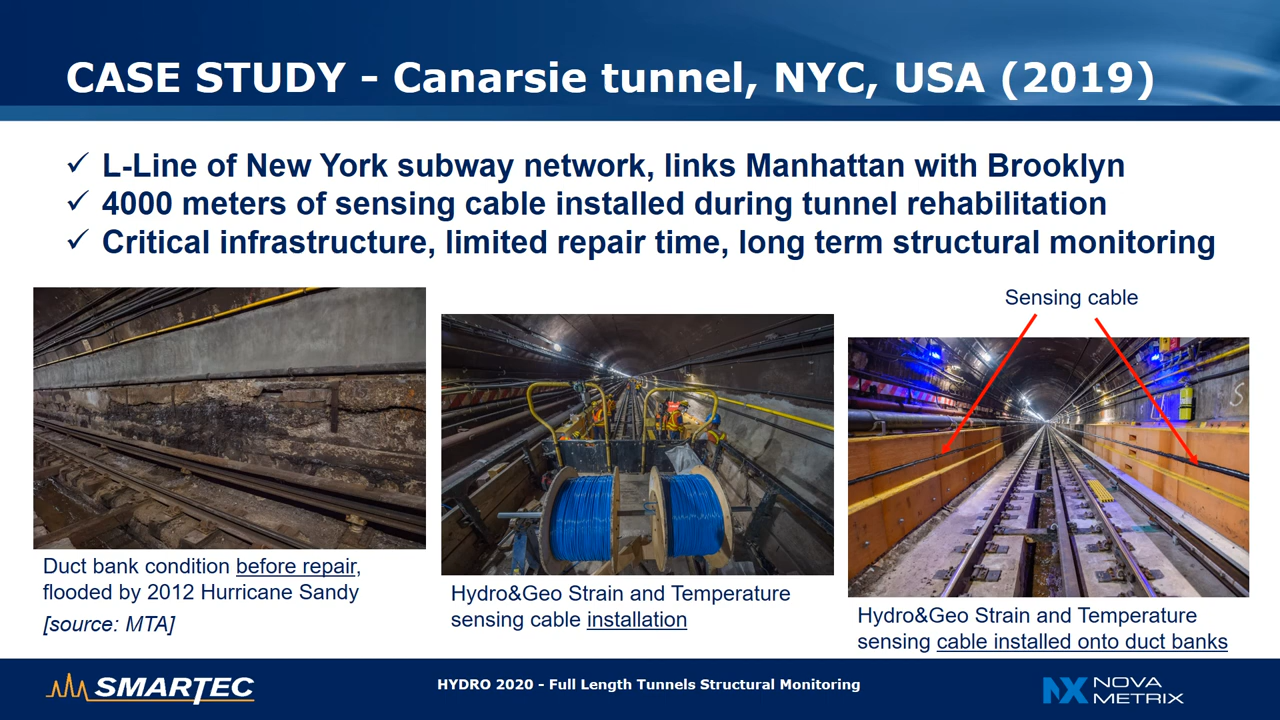 CASE STUDY – Canarsie tunnel, NYC, USA (2019)
✓ L-Line of New York subway network, links Manhattan with Brooklyn
✓ 4000 meters of sensing cable installed during tunnel rehabilitation
✓ Critical infrastructure, limited repair time, long term structural monitoring
Sensing cable
Duct bank condition before repair,
flooded by 2012 Hurricane Sandy
[source: MTA]
Hydro&Geo Strain and Temperature
sensing cable installation
S
Hydro&Geo Strain and Temperature
sensing cable installed onto duct banks
SMARTEC
HYDRO 2020 - Full Length Tunnels Structural Monitoring
NX NOVA
METRIX